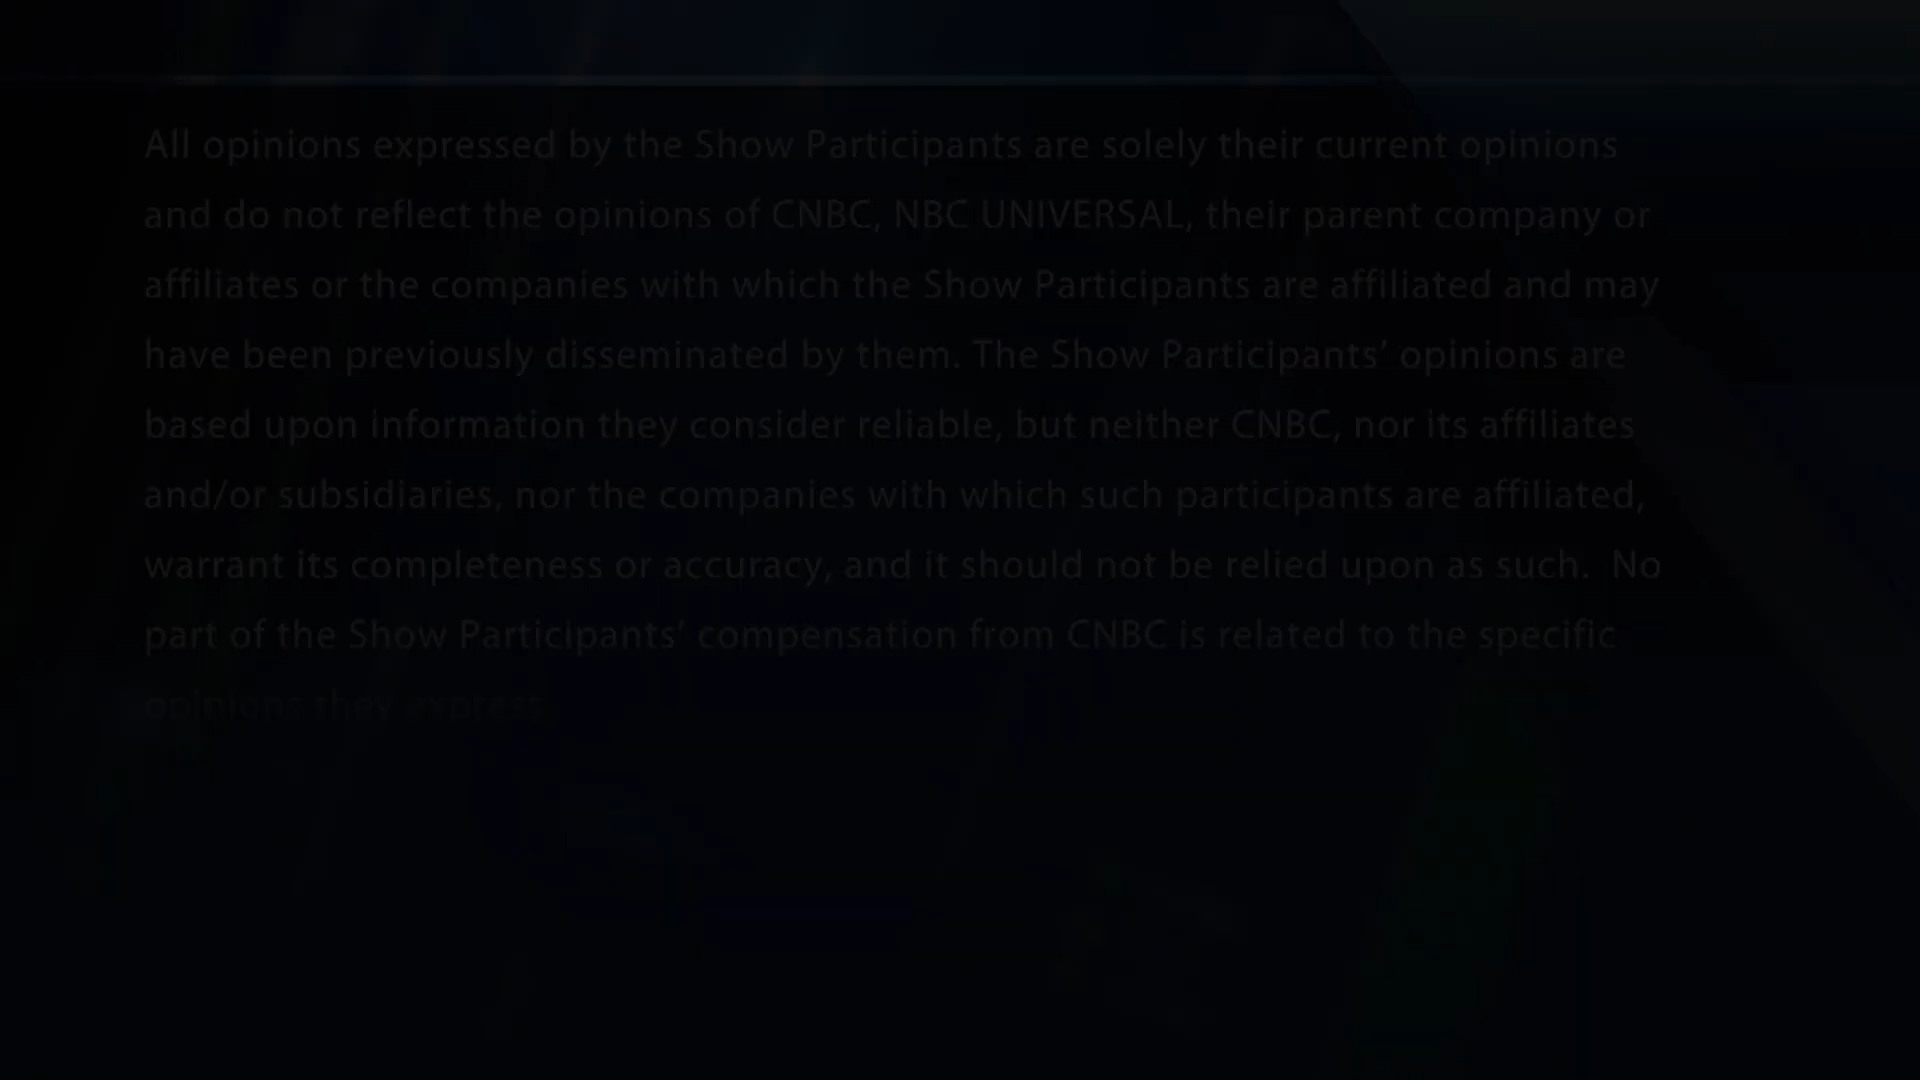 All opinions expressed by the Show Participants are solely their current opinions
and do not reflect the opinions of CNBC, NBC UNIVERSAL, their parent company or
affiliates or the companies with which the Show Participants are affiliated and may
have been previously disseminated by them. The Show Participants’ opinions are
based upon information they consider reliable, but neither CNBC, nor its affiliates
and/or subsidiaries, nor the companies with which such participants are affiliated,
warrant its completeness or accuracy, and it should not be relied upon as such.  No
part of the Show Participants’ compensation from CNBC is related to the specific
opinions they express